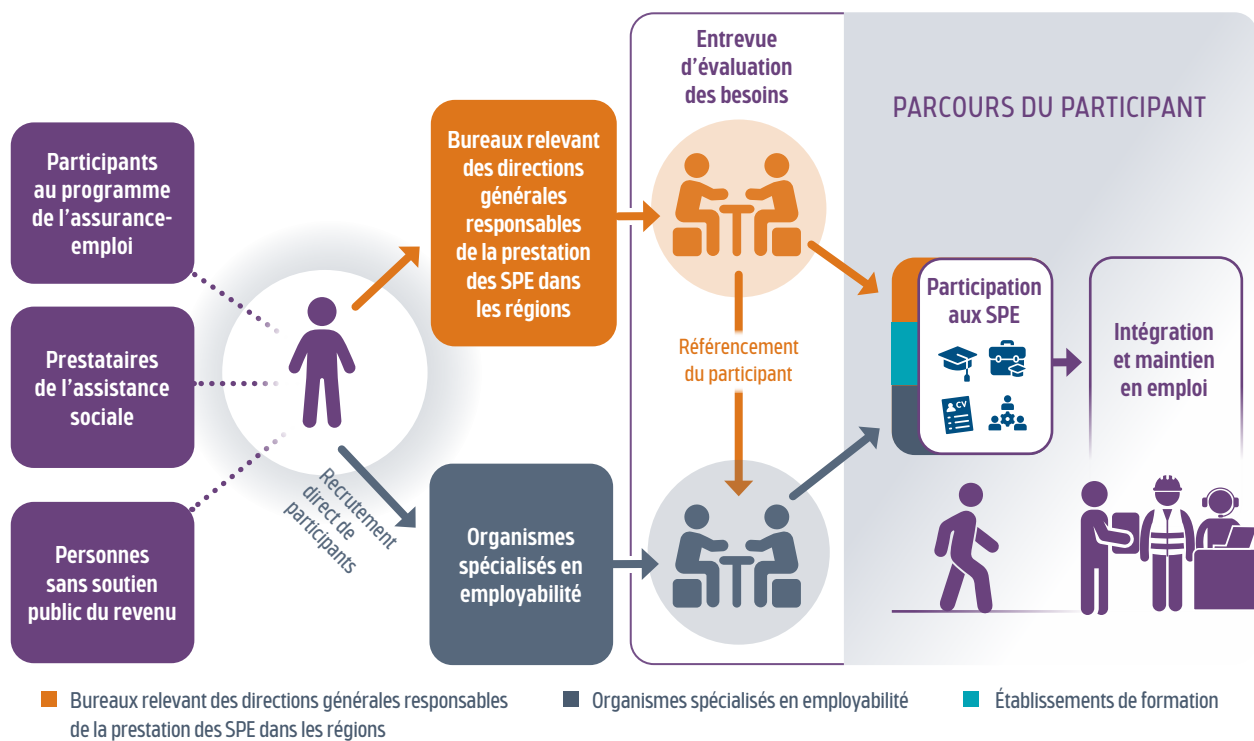 Participants
au programme
de l’assurance-
emploi
Prestataires
de l’assistance
sociale
Personnes
sans soutien
public du revenu
Recrutement
direct de
participants
Bureaux relevant
des directions
générales
responsables
de la prestation
des SPE dans
les régions
Organismes
spécialisés en
employabilité
Entrevue
d’évaluation
des besoins
Référencement
du participant
PARCOURS DU PARTICIPANT
Participation
aux SPE
CV
Intégration
et maintien
en emploi
Bureaux relevant des directions générales responsables
de la prestation des SPE dans les régions
Organismes spécialisés en employabilité
Établissements de formation